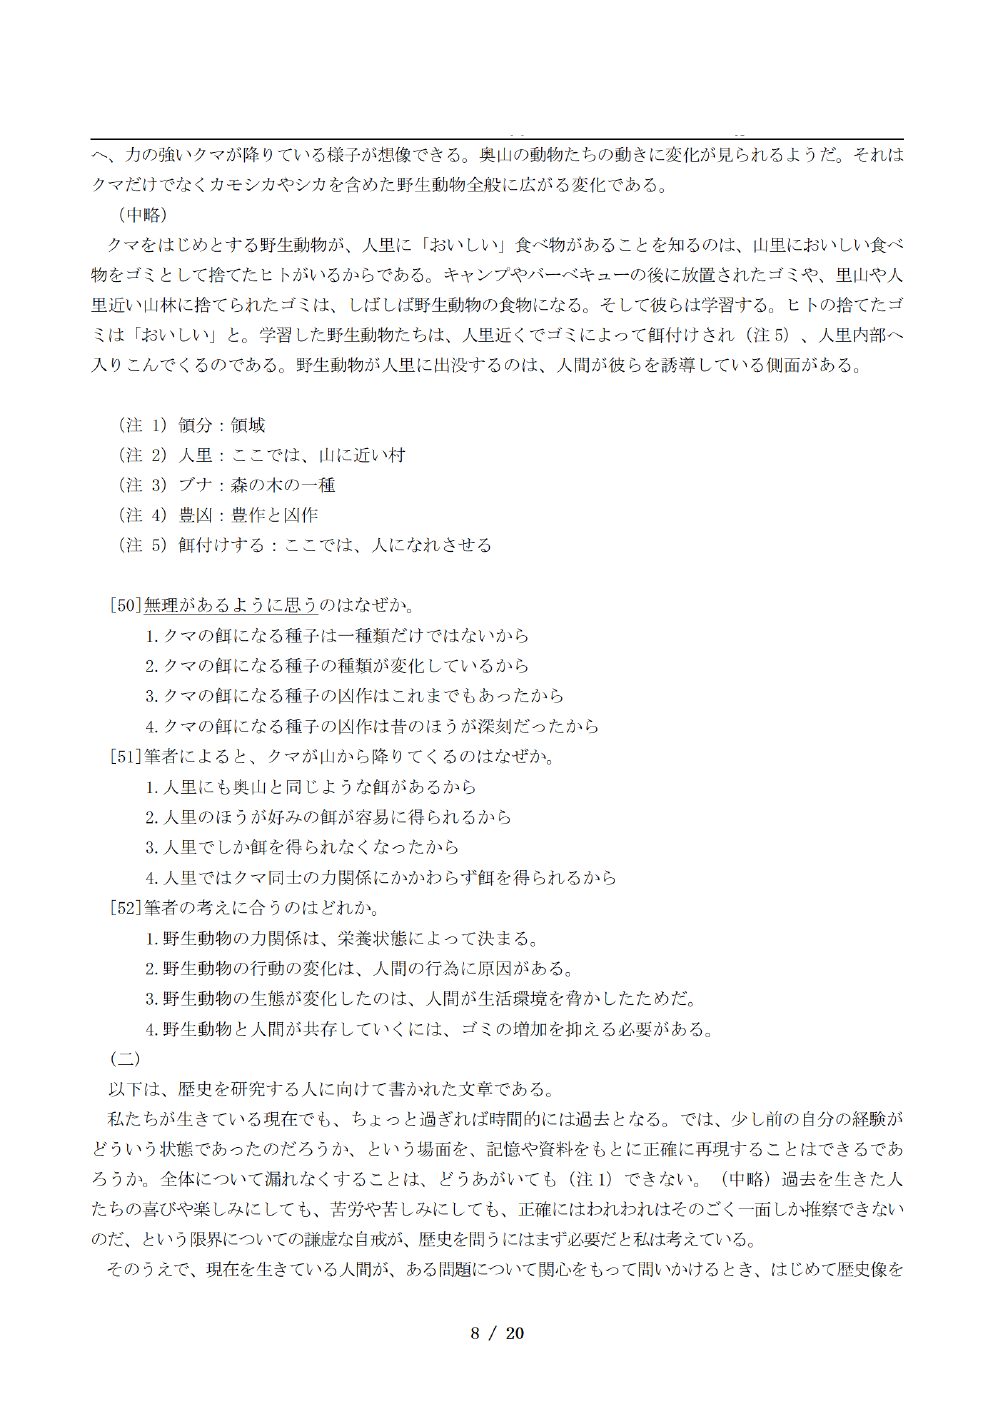 へ、力の強いクマが降りている様子が想像できる。奥山の動物たちの動きに変化が見られるようだ。それは
クマだけでなくカモシカやシカを含めた野生動物全般に広がる変化である。
（中略）
クマをはじめとする野生動物が、人里に「おいしい」食べ物があることを知るのは、山里においしい食べ
物をゴミとして捨てたヒトがいるからである。キャンプやバーベキューの後に放置されたゴミや、里山や人
里近い山林に捨てられたゴミは、しばしば野生動物の食物になる。そして彼らは学習する。ヒトの捨てたゴ
ミは「おいしい」と。学習した野生動物たちは、人里近くでゴミによって餌付けされ（注 5）、人里内部へ
入りこんでくるのである。野生動物が人里に出没するのは、人間が彼らを誘導している側面がある。
（注 1）領分：領域
（注 2）人里：ここでは、山に近い村
（注 3）ブナ：森の木の一種
（注 4）豊凶：豊作と凶作
（注 5）餌付けする：ここでは、人になれさせる
[50]無理があるように思うのはなぜか。
1.クマの餌になる種子は一種類だけではないから
2.クマの餌になる種子の種類が変化しているから
3.クマの餌になる種子の凶作はこれまでもあったから
4.クマの餌になる種子の凶作は昔のほうが深刻だったから
[51]筆者によると、クマが山から降りてくるのはなぜか。
1.人里にも奥山と同じような餌があるから
2.人里のほうが好みの餌が容易に得られるから
3.人里でしか餌を得られなくなったから
4.人里ではクマ同士の力関係にかかわらず餌を得られるから
[52]筆者の考えに合うのはどれか。
1.野生動物の力関係は、栄養状態によって決まる。
2.野生動物の行動の変化は、人間の行為に原因がある。
3.野生動物の生態が変化したのは、人間が生活環境を脅かしたためだ。
4.野生動物と人間が共存していくには、ゴミの増加を抑える必要がある。
（二）
以下は、歴史を研究する人に向けて書かれた文章である。
私たちが生きている現在でも、ちょっと過ぎれば時間的には過去となる。では、少し前の自分の経験が
どういう状態であったのだろうか、という場面を、記憶や資料をもとに正確に再現することはできるであ
ろうか。全体について漏れなくすることは、どうあがいても（注 1）できない。（中略）過去を生きた人
たちの喜びや楽しみにしても、苦労や苦しみにしても、正確にはわれわれはそのごく一面しか推察できない
のだ、という限界についての謙虚な自戒が、歴史を問うにはまず必要だと私は考えている。
そのうえで、現在を生きている人間が、ある問題について関心をもって問いかけるとき、はじめて歴史像を
8 / 20